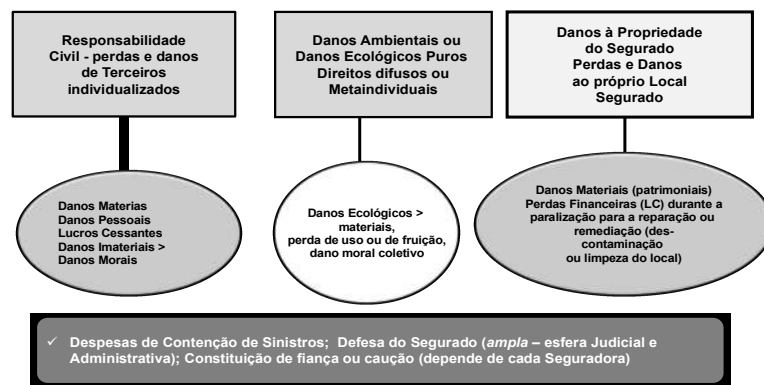 Responsabilidade
Civil - perdas e danos
de Terceiros
individualizados
Danos Ambientais ou
Danos Ecológicos Puros
Direitos difusos ou
Metaindividuais
Danos à Propriedade
do Segurado
Perdas e Danos
ao próprio Local
Segurado
Danos Materias
Danos Pessoais
Lucros Cessantes
Danos Imateriais >
Danos Morais
Danos Ecológicos >
materiais,
perda de uso ou de fruição,
dano moral coletivo
Danos Materiais (patrimoniais)
Perdas Financeiras (LC) durante a
paralização para a reparação ou
remediação (des-
contaminação
ou limpeza do local)
✓ Despesas de Contenção de Sinistros; Defesa do Segurado (ampla – esfera Judicial e
Administrativa); Constituição de fiança ou caução (depende de cada Seguradora)